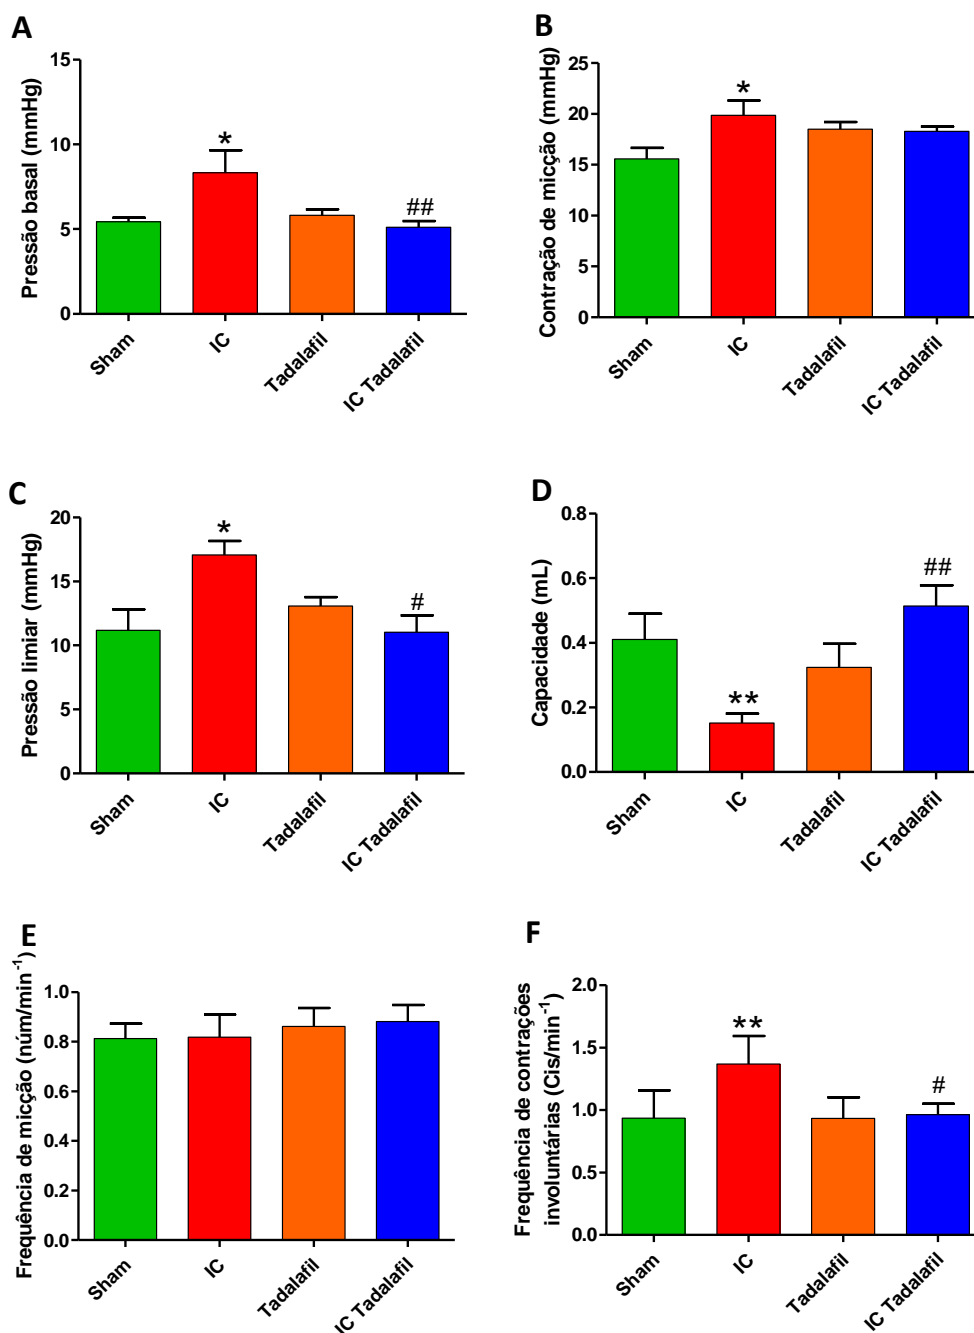 A
Pressão basal (mmHg)
15
10
5
0
*
##
Sham
IC
Tadalafil
IC Tadalafil
B
Contração de micção (mmHg)
25
20
15
10
5
0
*
Sham
IC
Tadalafil
IC Tadalafil
C
Pressão limiar (mmHg)
20
15
10
5
0
*
#
Sham
IC
Tadalafil
IC Tadalafil
D
Capacidade (mL)
0.8
0.6
0.4
0.2
0.0
**
##
Sham
IC
Tadalafil
IC Tadalafil
E
Frequência de micção (núm/min⁻¹)
1.0
0.8
0.6
0.4
0.2
0.0
Sham
IC
Tadalafil
IC Tadalafil
F
Frequência de contrações
involuntárias (Cis/min⁻¹)
2.0
1.5
1.0
0.5
0.0
**
#
Sham
IC
Tadalafil
IC Tadalafil